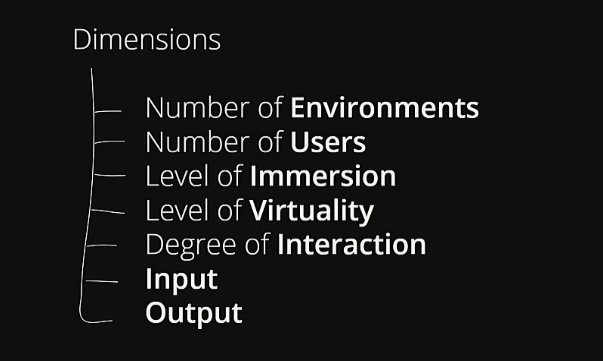 Dimensions
Number of Environments
Number of Users
Level of Immersion
Level of Virtuality
Degree of Interaction
Input
Output